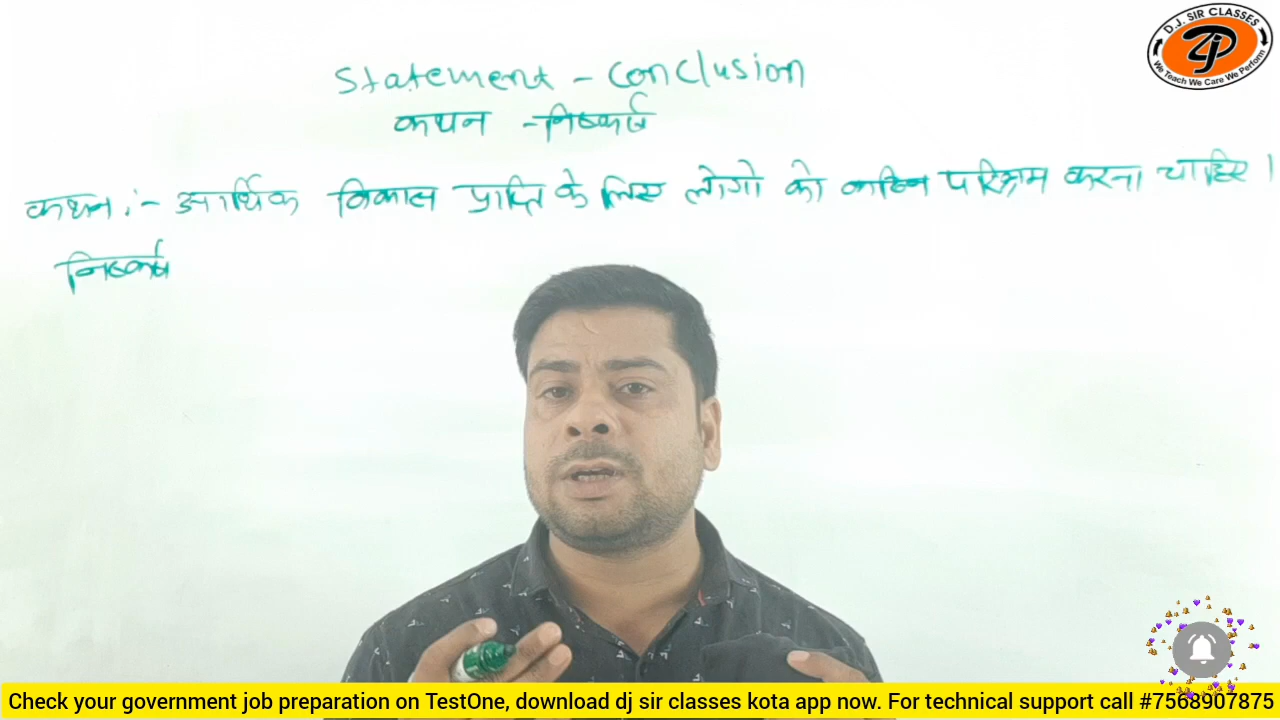 Statement - Conclusion
कथन - निष्कर्ष
कथन :- आर्थिक विकास प्राप्ति के लिए लोगो को कठिन परिश्रम करना चाहिए ।
निष्कर्ष
D.J. SIR CLASSES
We Teach We Care We Perform
Check your government job preparation on TestOne, download dj sir classes kota app now. For technical support call #7568907875